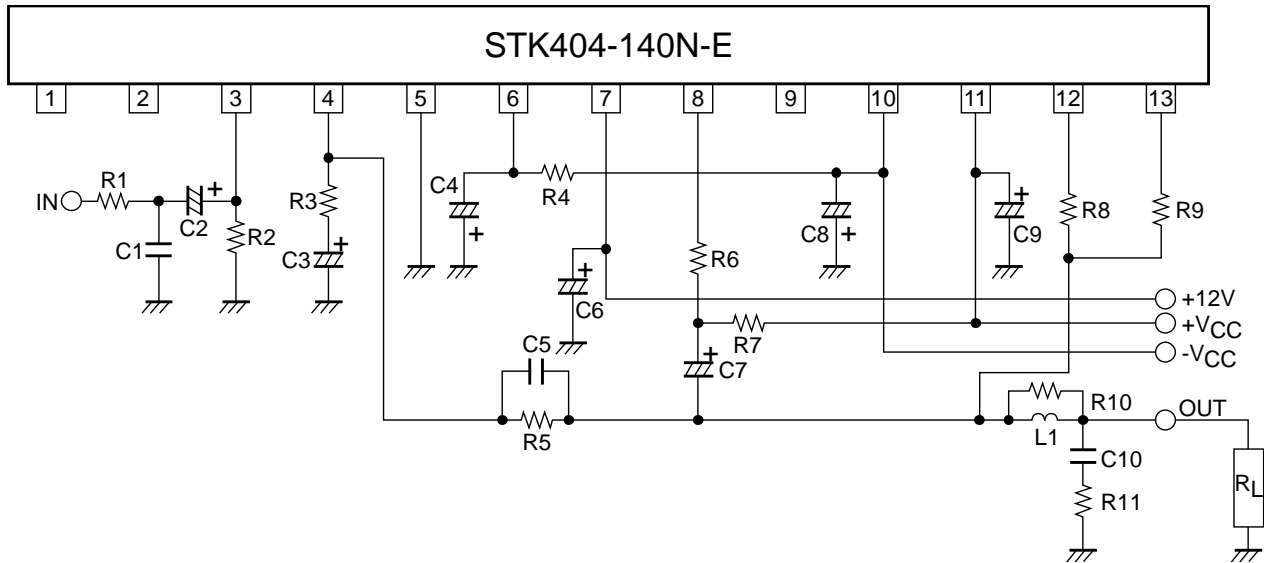 STK404-140N-E
1 2 3 4 5 6 7 8 9 10 11 12 13
IN R1 C1 C2 + R2
R3 C3 +
C4 + R4
C6 +
R6 R7 C7 +
C8 + C9 +
R8 R9
+12V
+VCC
-VCC
C5 R5
R10 L1 OUT
C10 R11
RL